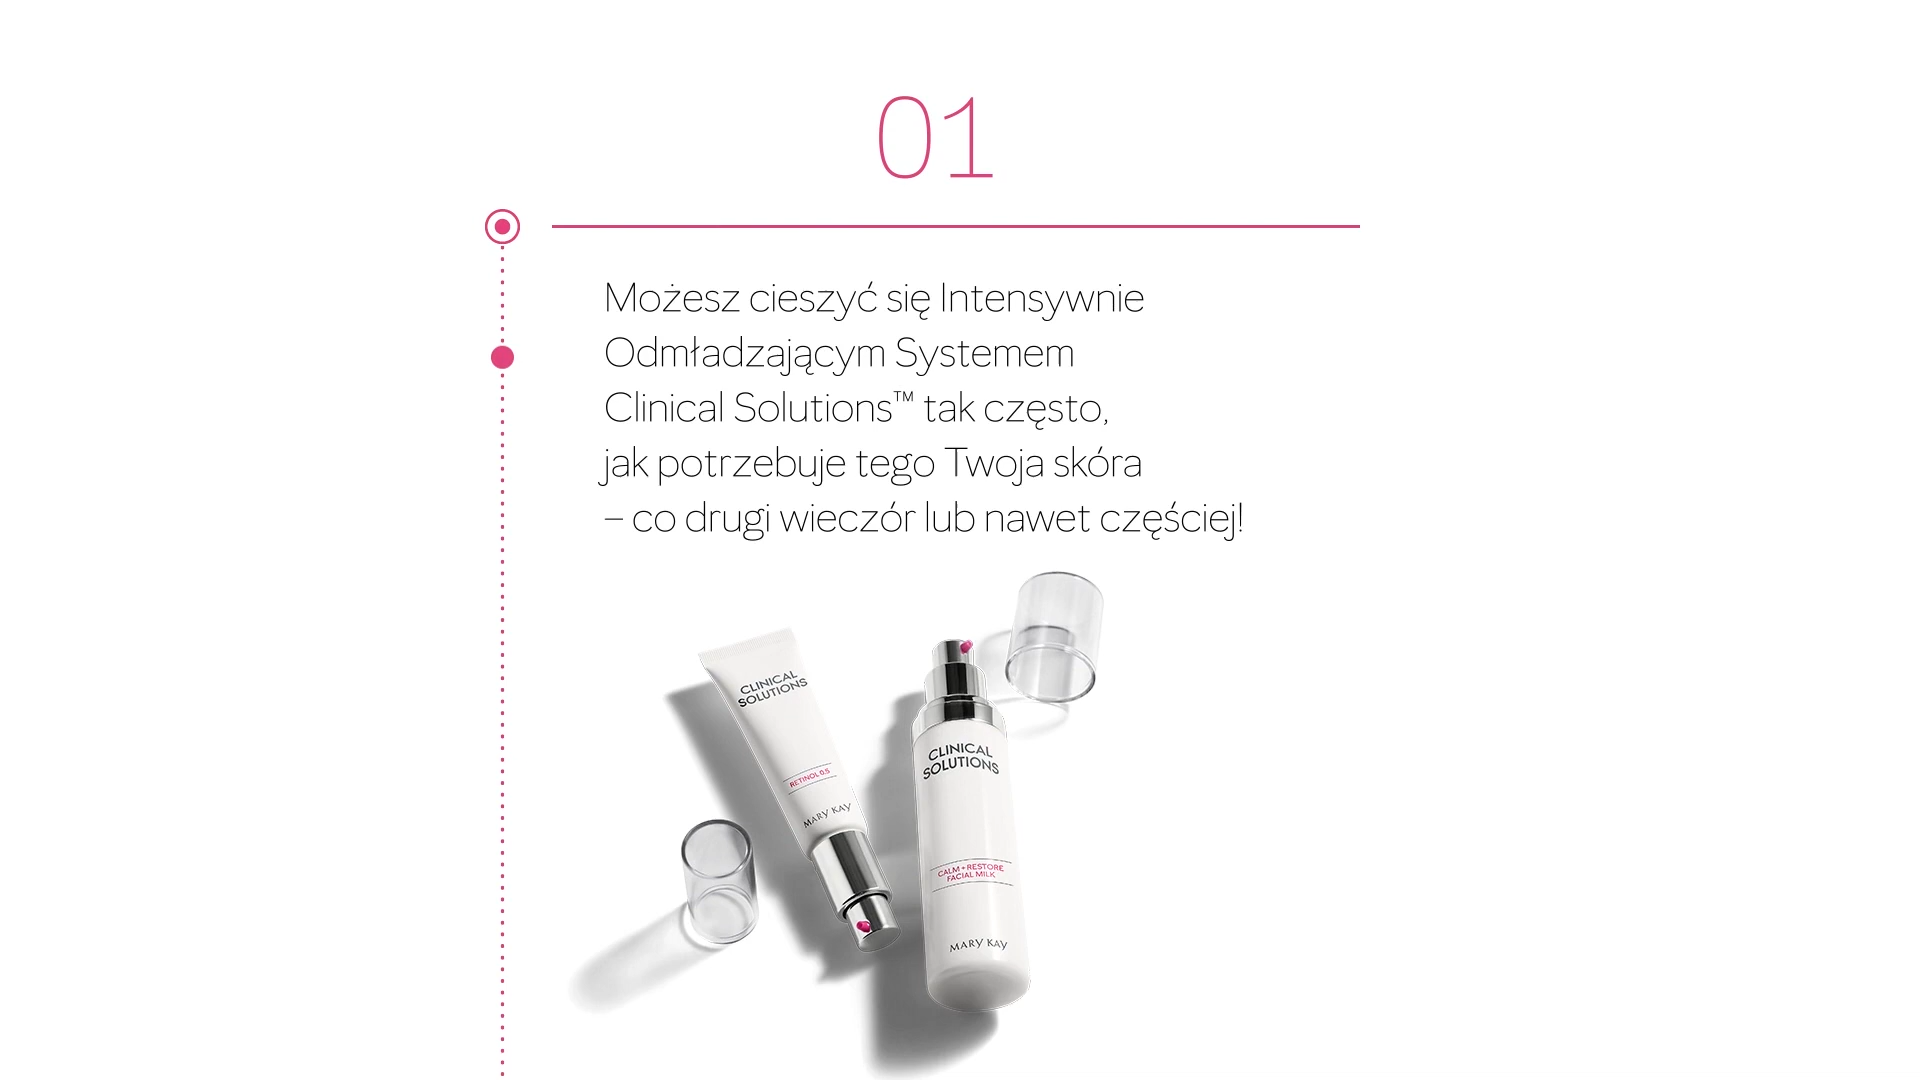 01
Możesz cieszyć się Intensywnie
Odmładzającym Systemem
Clinical Solutions™ tak często,
jak potrzebuje tego Twoja skóra
– co drugi wieczór lub nawet częściej!
CLINICAL
SOLUTIONS
RETINOL 0.5
MARY KAY
CLINICAL
SOLUTIONS
CALM + RESTORE
FACIAL MILK
MARY KAY